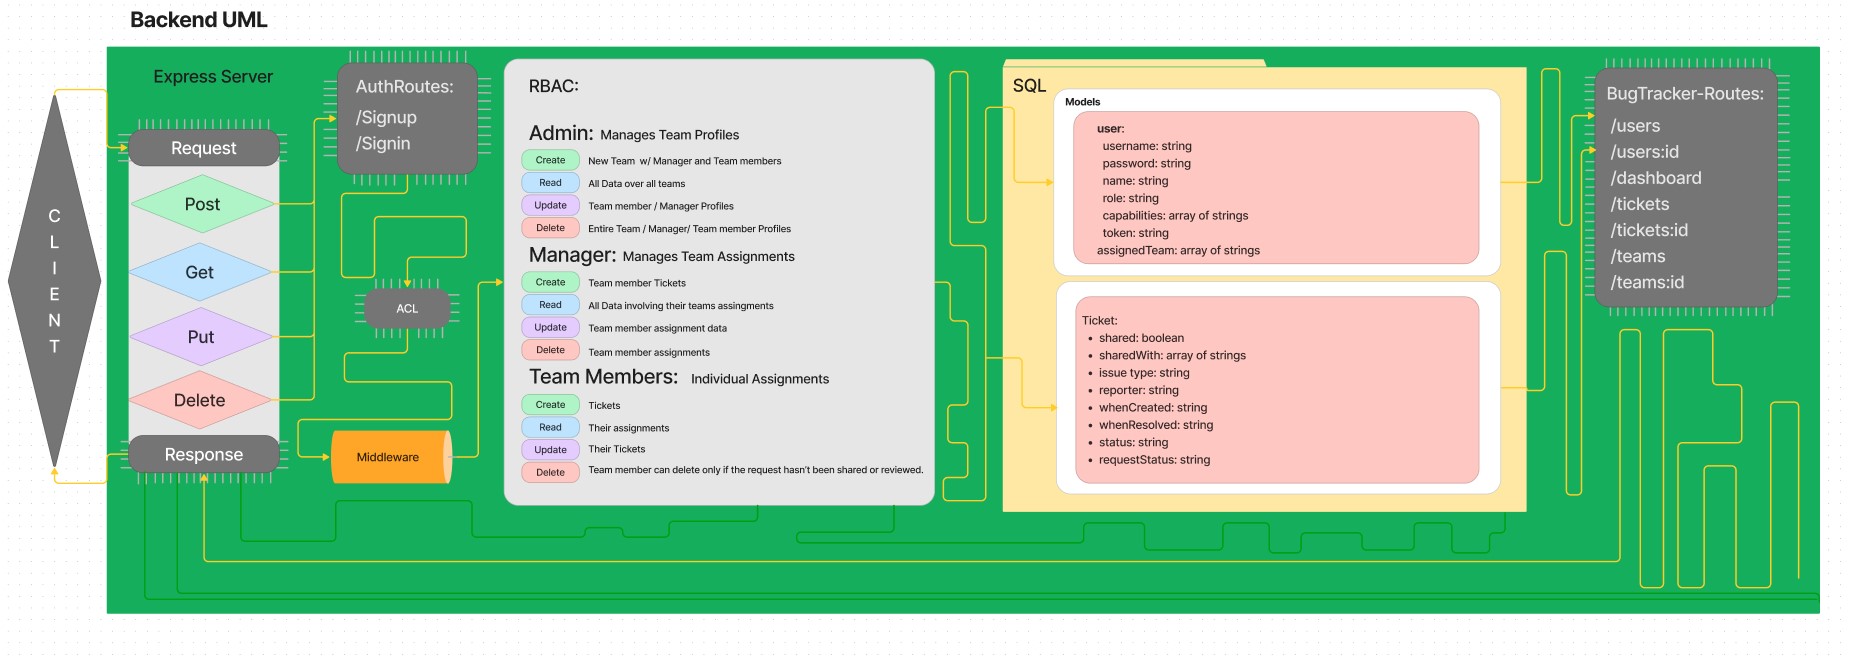 Backend UML
Express Server
C
L
I
E
N
T
Request
Post
Get
Put
Delete
Response
AuthRoutes:
/Signup
/Signin
ACL
Middleware
RBAC:
Admin: Manages Team Profiles
Create New Team w/ Manager and Team members
Read All Data over all teams
Update Team member / Manager Profiles
Delete Entire Team / Manager/ Team member Profiles
Manager: Manages Team Assignments
Create Team member Tickets
Read All Data involving their teams assingments
Update Team member assignment data
Delete Team member assignments
Team Members: Individual Assignments
Create Tickets
Read Their assignments
Update Their Tickets
Delete Team member can delete only if the request hasn't been shared or reviewed.
SQL
Models
user:
username: string
password: string
name: string
role: string
capabilities: array of strings
token: string
assignedTeam: array of strings
Ticket:
• shared: boolean
• sharedWith: array of strings
• issue type: string
• reporter: string
• whenCreated: string
• whenResolved: string
• status: string
• requestStatus: string
BugTracker-Routes:
/users
/users:id
/dashboard
/tickets
/tickets:id
/teams
/teams:id